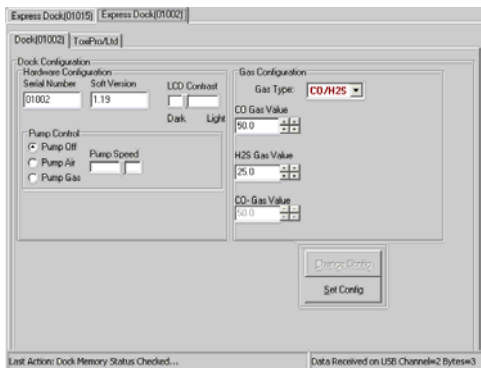 Express Dock(01015) Express Dock(01002)
Dock(01002) ToxiPro/Ltd
Dock Configuration
Hardware Configuration
Gas Configuration
Serial Number Soft Version LCD Contrast
Gas Type: CO/H2S
01002 1.19
Dark Light
CO Gas Value
50.0
Pump Control
Pump Off
Pump Air Pump Speed
Pump Gas
H2S Gas Value
25.0
CO- Gas Value
50.0
Change Config
Set Config
Last Action: Dock Memory Status Checked... Data Received on USB Channel=2 Bytes=3